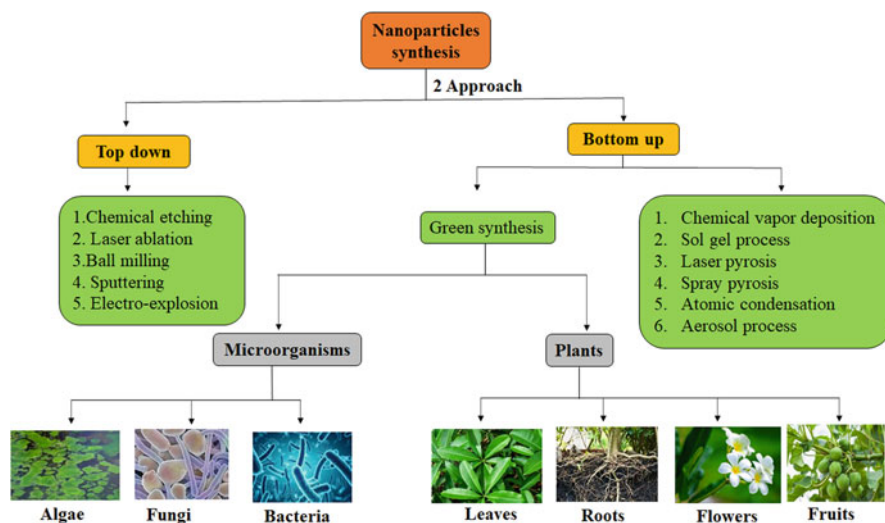 Nanoparticles
synthesis
2 Approach
Top down
Bottom up
1.Chemical etching
2. Laser ablation
3.Ball milling
4. Sputtering
5. Electro-explosion
Green synthesis
1. Chemical vapor deposition
2. Sol gel process
3. Laser pyrosis
4. Spray pyrosis
5. Atomic condensation
6. Aerosol process
Microorganisms
Plants
Algae
Fungi
Bacteria
Leaves
Roots
Flowers
Fruits